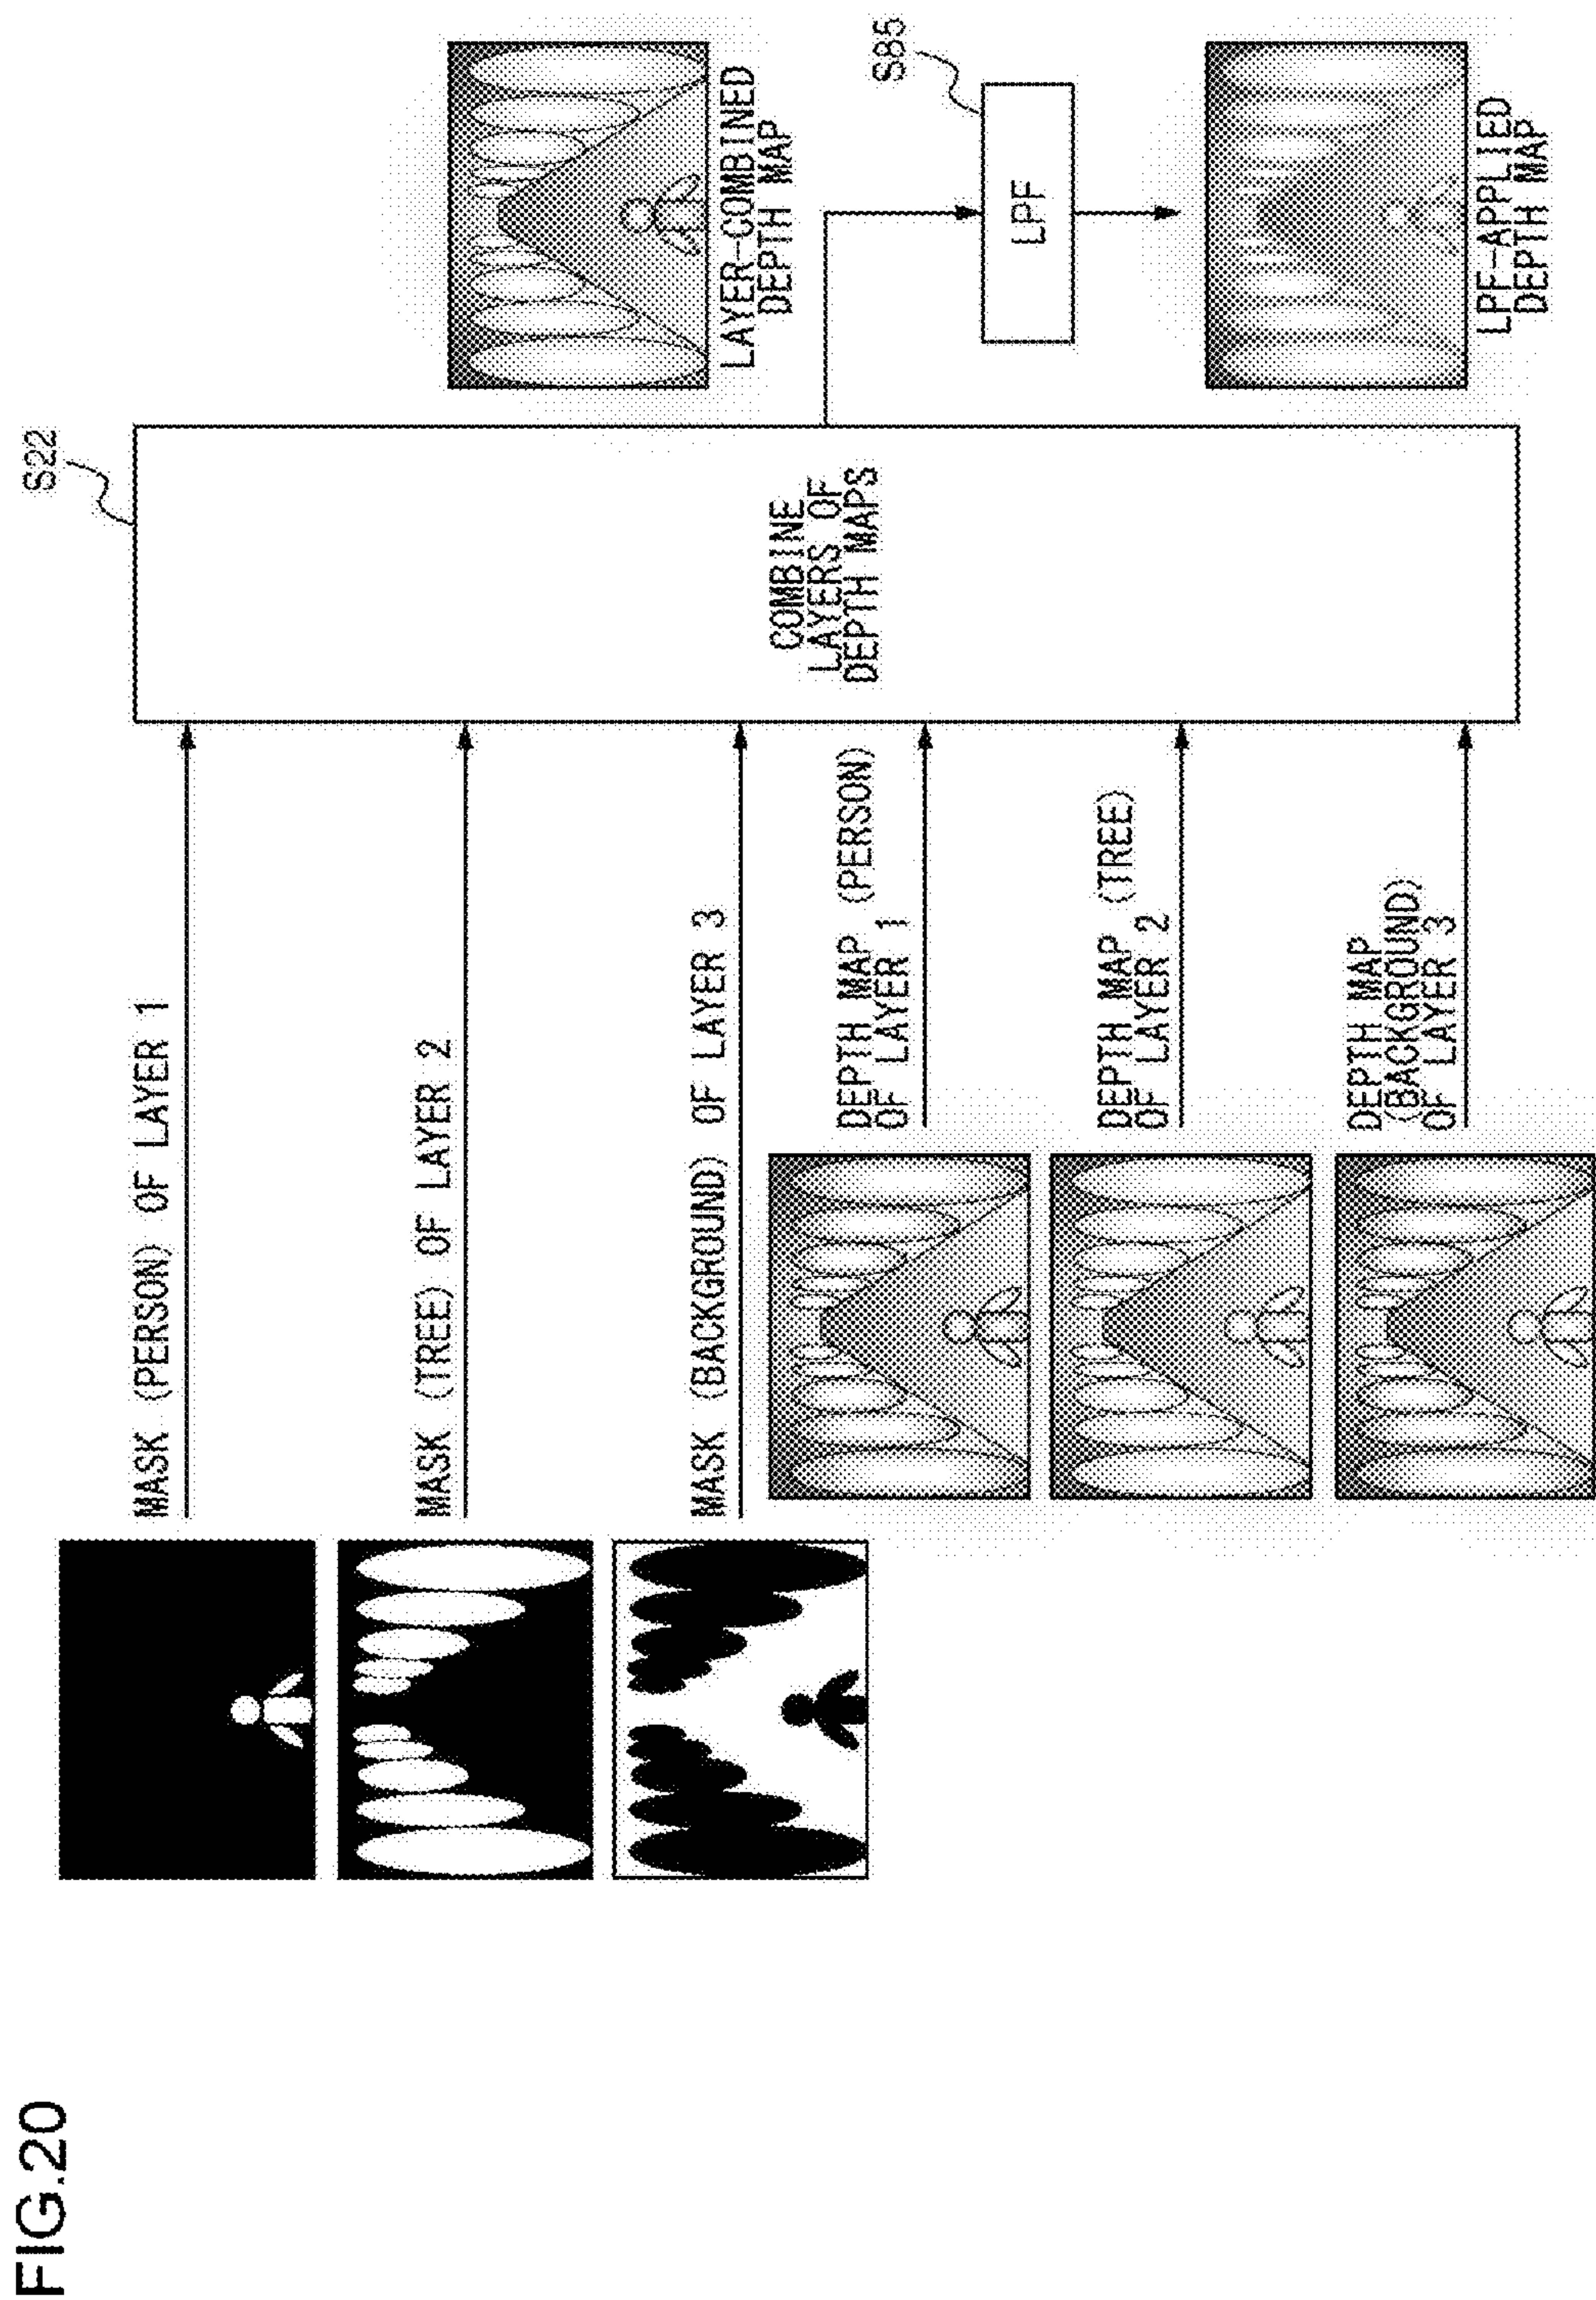 FIG.20
MASK (PERSON) OF LAYER 1
MASK (TREE) OF LAYER 2
MASK (BACKGROUND) OF LAYER 3
DEPTH MAP (PERSON)
OF LAYER 1
DEPTH MAP (TREE)
OF LAYER 2
DEPTH MAP
(BACKGROUND)
OF LAYER 3
S22
COMBINE
LAYERS OF
DEPTH MAPS
LAYER-COMBINED
DEPTH MAP
S85
LPF
LPF-APPLIED
DEPTH MAP